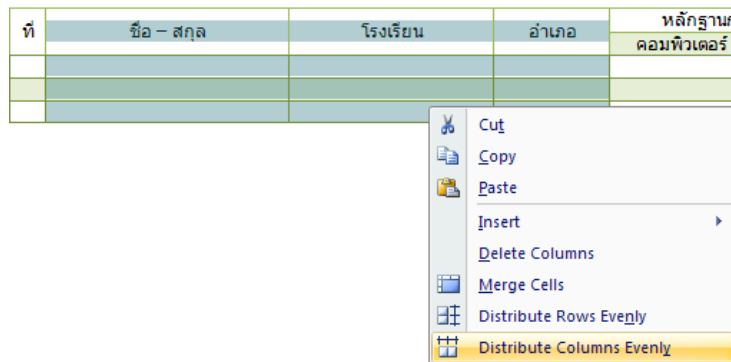 ที่ ชื่อ – สกุล โรงเรียน อำเภอ หลักฐาน
คอมพิวเตอร์
Cut
Copy
Paste
Insert
Delete Columns
Merge Cells
Distribute Rows Evenly
Distribute Columns Evenly